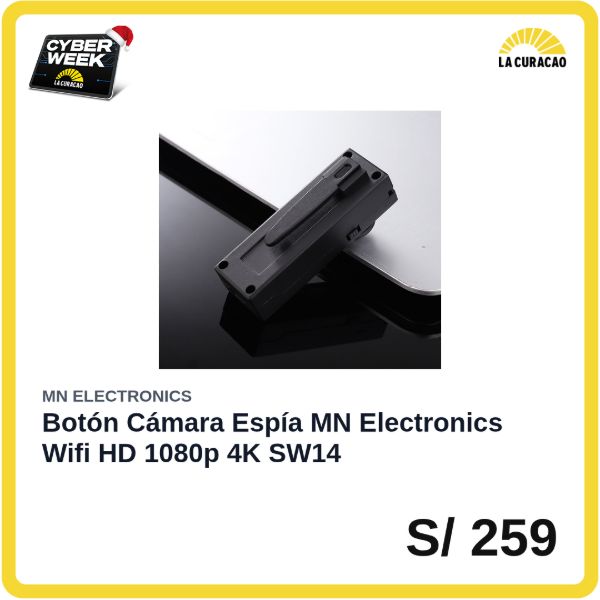 CYBER
WEEK
LA CURACAO
LA CURACAO
MN ELECTRONICS
Botón Cámara Espía MN Electronics
Wifi HD 1080p 4K SW14
S/ 259